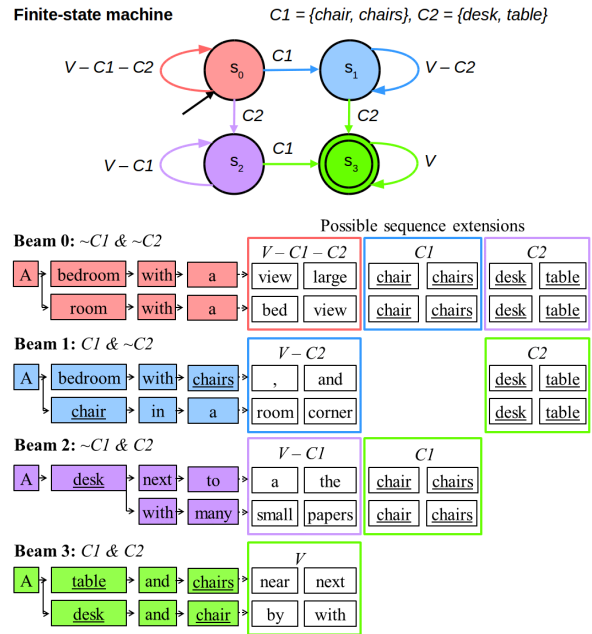 Finite-state machine C1 = {chair, chairs}, C2 = {desk, table}
V – C1 – C2 S0 C1 S1 V – C2
C2 C2
V – C1 S2 C1 S3 V
Possible sequence extensions
Beam 0: ~C1 & ~C2 V – C1 – C2 C1 C2
A bedroom with a view large chair chairs desk table
room with a bed view chair chairs desk table
Beam 1: C1 & ~C2 V – C2 C2
A bedroom with chairs , and desk table
chair in a room corner desk table
Beam 2: ~C1 & C2 V – C1 C1
A desk next to a the chair chairs
with many small papers chair chairs
Beam 3: C1 & C2 V
A table and chairs near next
desk and chair by with